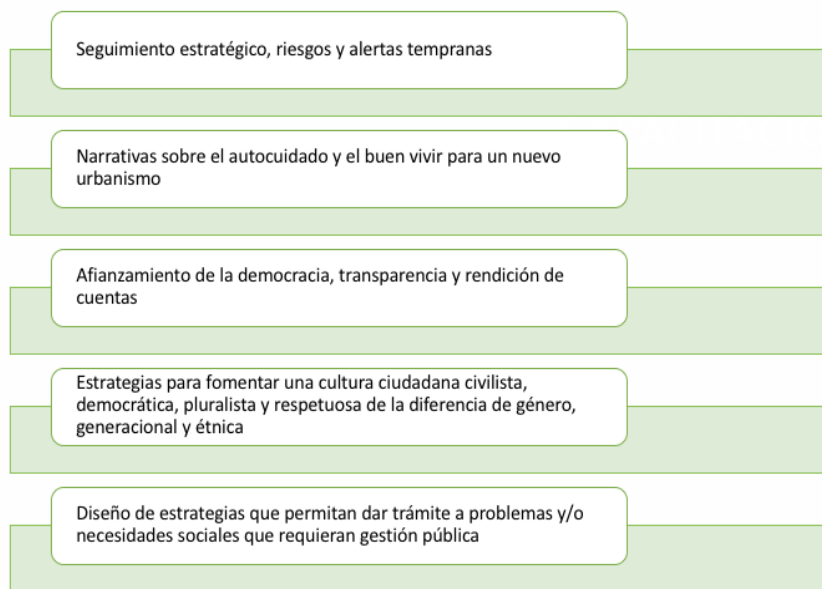 Seguimiento estratégico, riesgos y alertas tempranas
Narrativas sobre el autocuidado y el buen vivir para un nuevo
urbanismo
Afianzamiento de la democracia, transparencia y rendición de
cuentas
Estrategias para fomentar una cultura ciudadana civilista,
democrática, pluralista y respetuosa de la diferencia de género,
generacional y étnica
Diseño de estrategias que permitan dar trámite a problemas y/o
necesidades sociales que requieran gestión pública